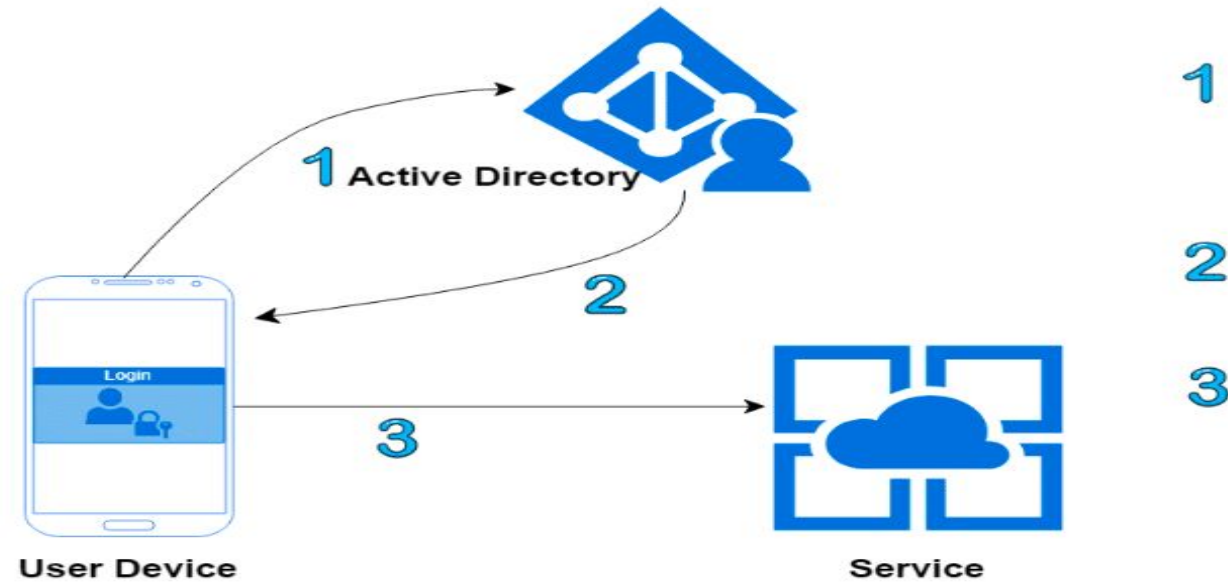 1
1 Active Directory
2
2
Login
3
3
User Device
Service